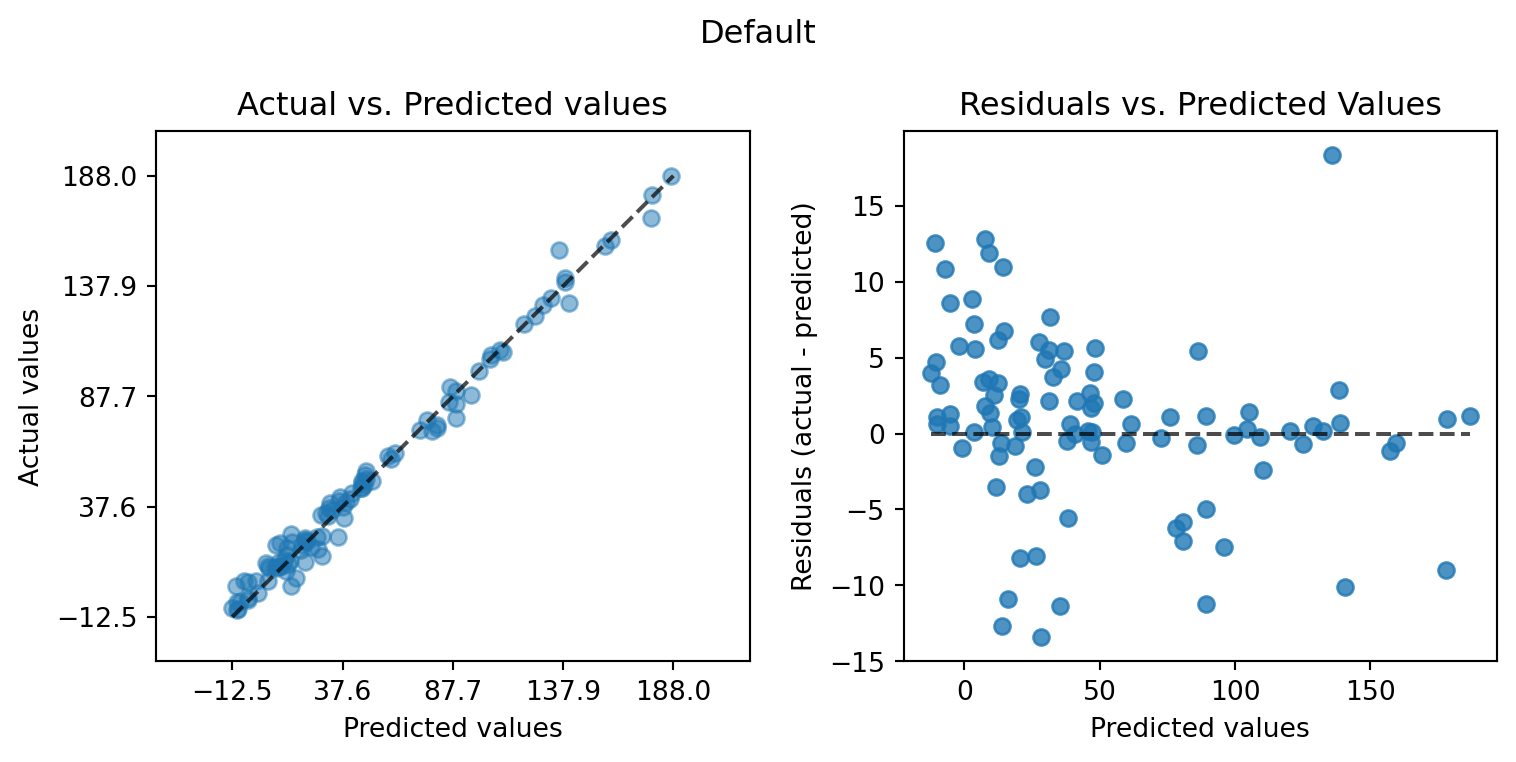 Default
Actual vs. Predicted values
Actual values
188.0
137.9
87.7
37.6
−12.5
−12.5 37.6 87.7 137.9 188.0
Predicted values
Residuals vs. Predicted Values
Residuals (actual - predicted)
15
10
5
0
−5
−10
−15
0 50 100 150
Predicted values